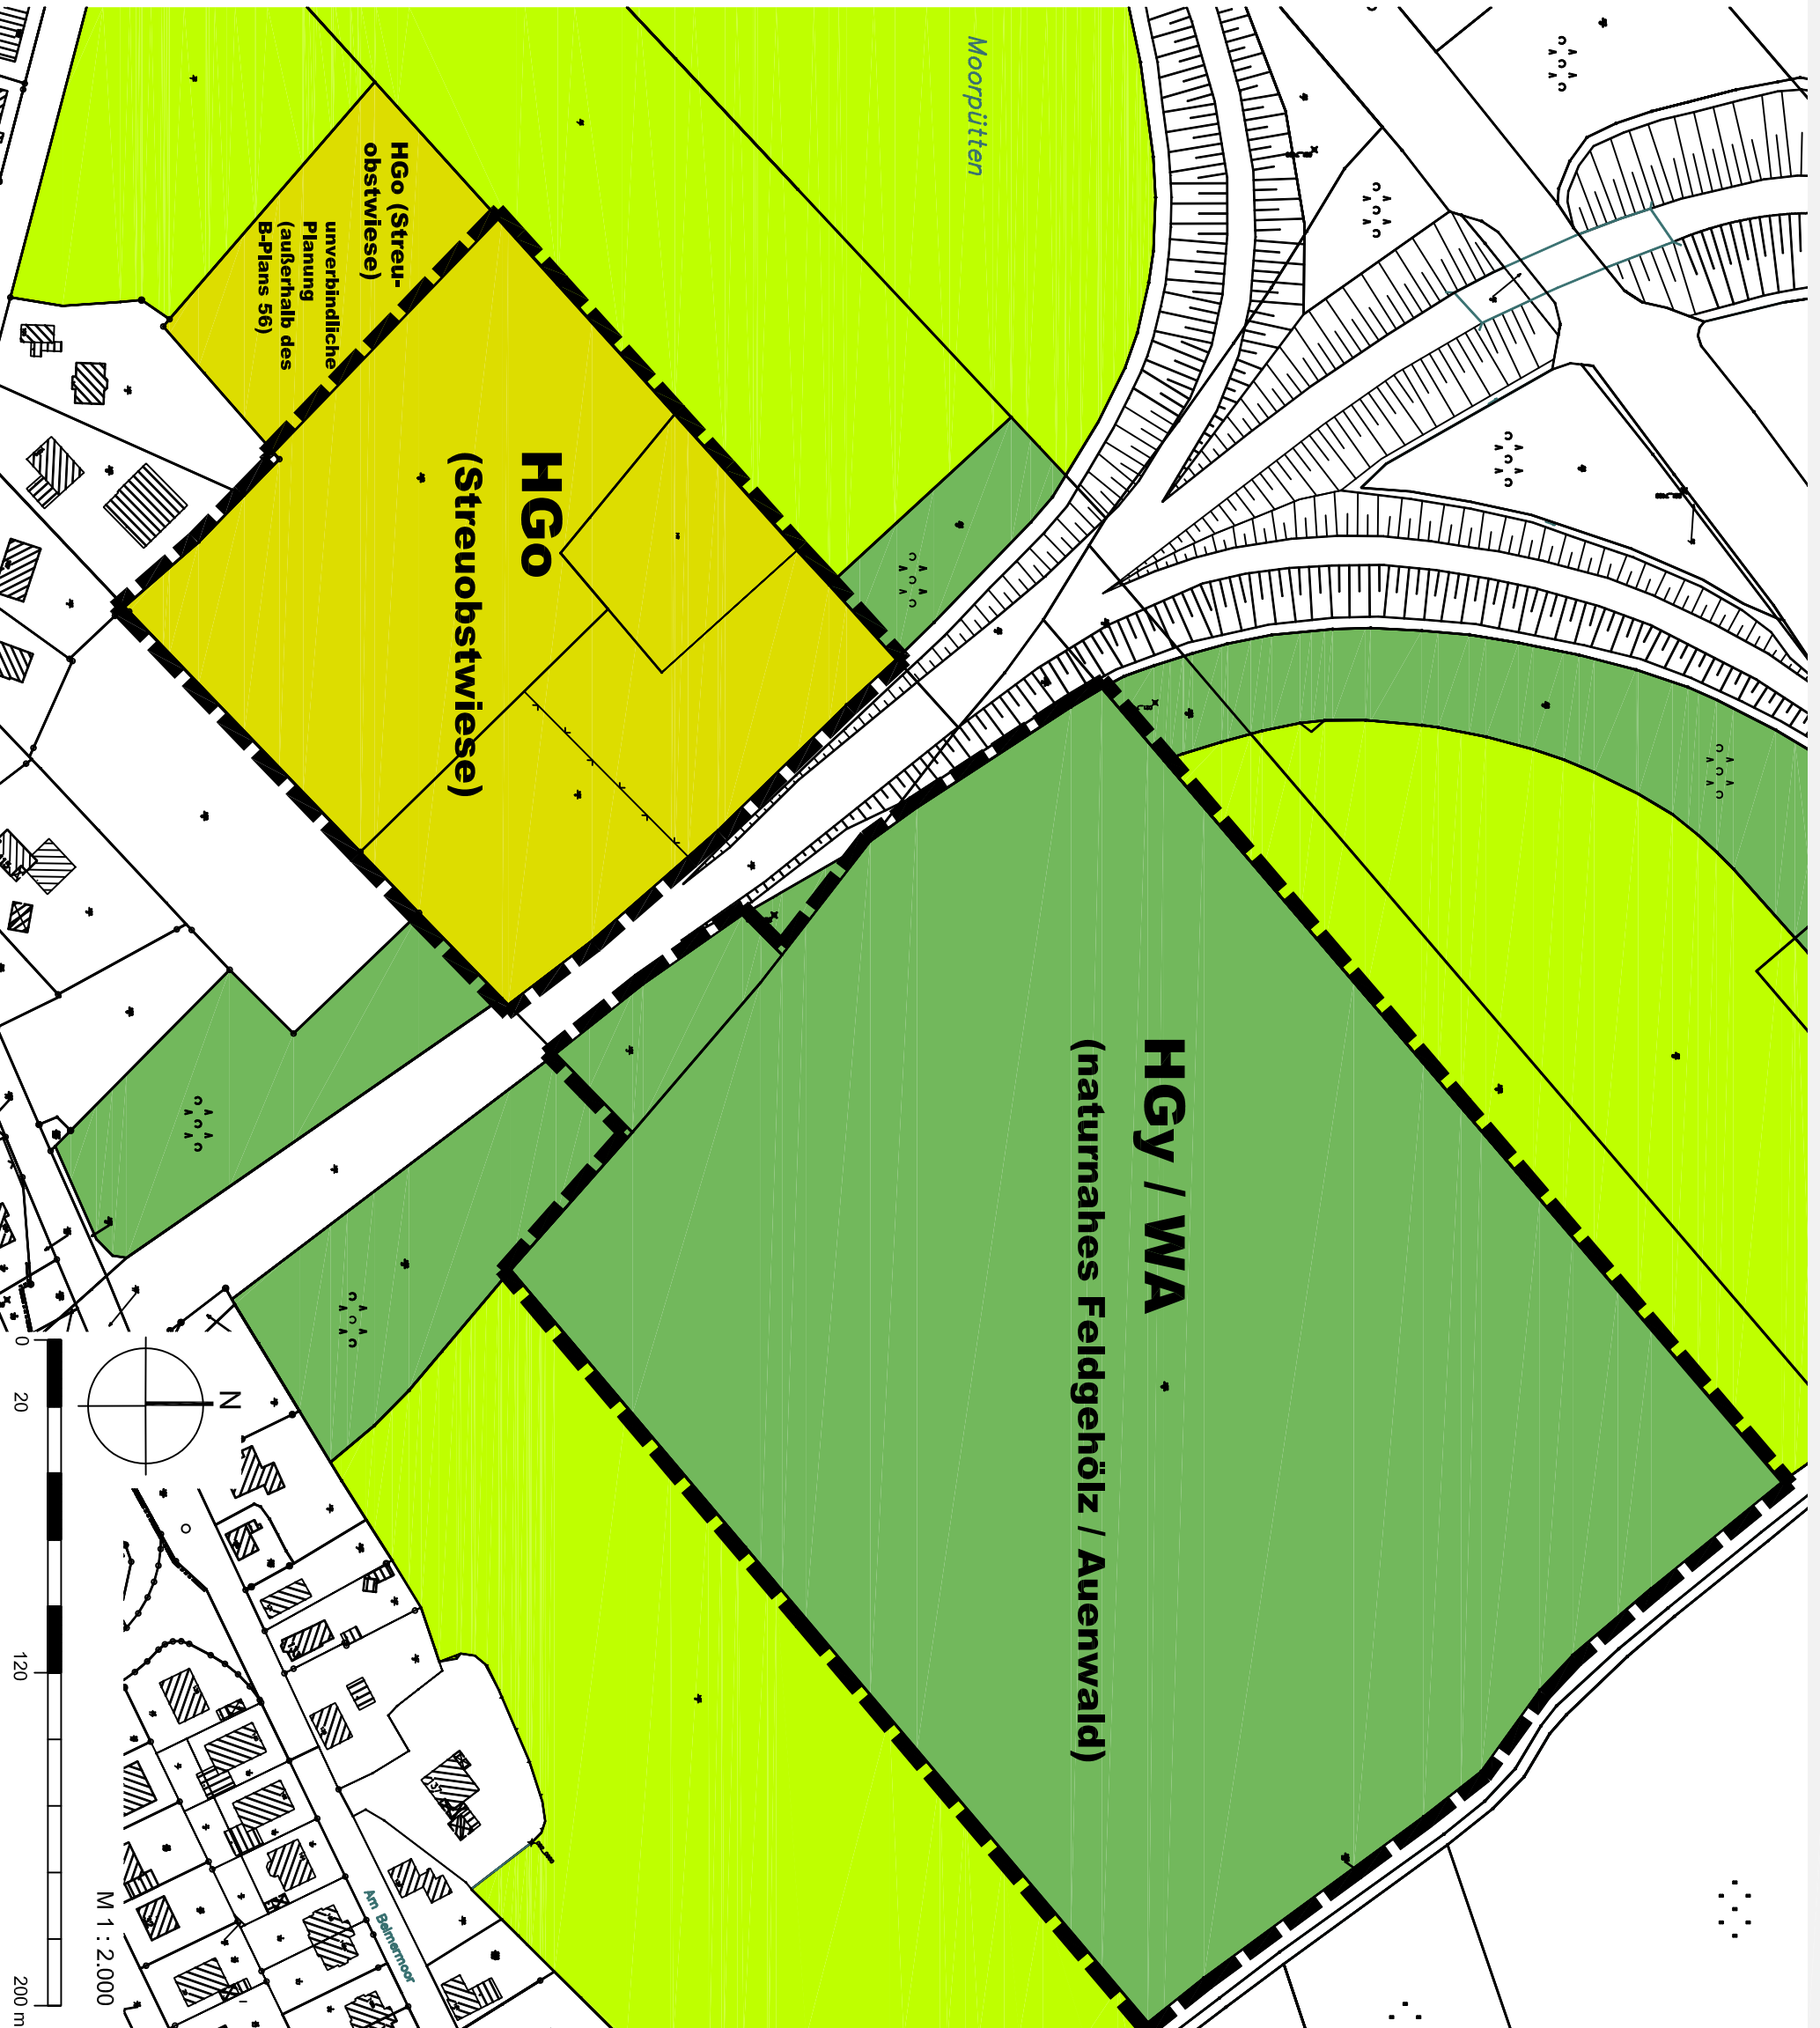 Moorpütten
HGo (Streu-
obstwiese)
unverbindliche
Planung
(außerhalb des
B-Plans 56)
HGo
(Streuobstwiese)
HGy / WA
(naturnahes Feldgehölz / Auenwald)
N
0
20
120
200 m
M 1 : 2.000
Am Belmermoor